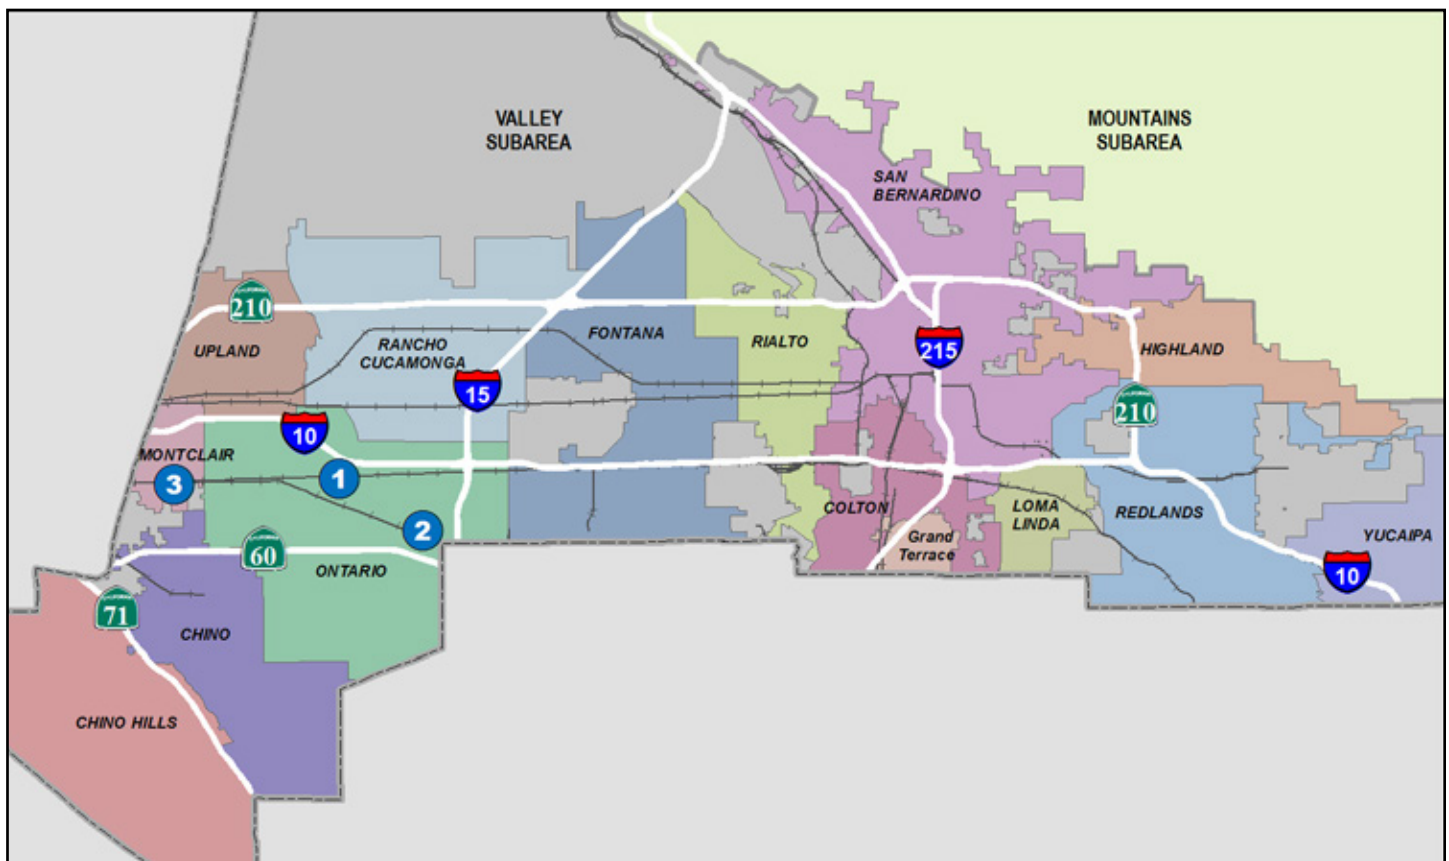 VALLEY
SUBAREA
MOUNTAINS
SUBAREA
SAN
BERNARDINO
210
UPLAND
RANCHO
CUCAMONGA
FONTANA
RIALTO
215
HIGHLAND
15
210
10
MONTCLAIR
3
1
2
COLTON
LOMA
LINDA
REDLANDS
Grand
Terrace
YUCAIPA
60
ONTARIO
10
71
CHINO
CHINO HILLS